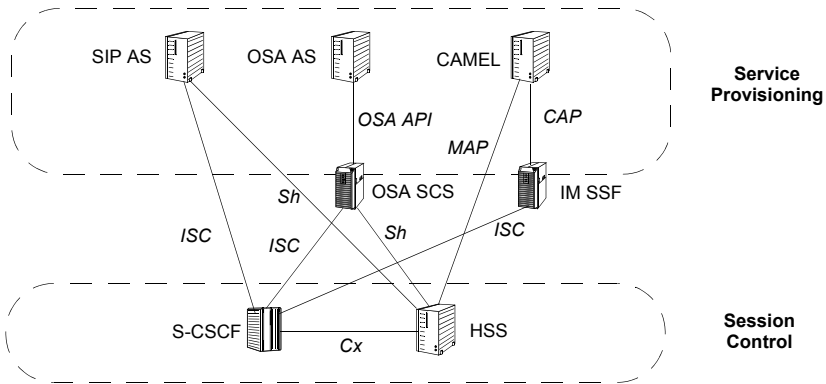 SIP AS
OSA AS
CAMEL
Service
Provisioning
OSA API
CAP
MAP
OSA SCS
IM SSF
Sh
ISC
ISC
Sh
ISC
S-CSCF
Cx
HSS
Session
Control